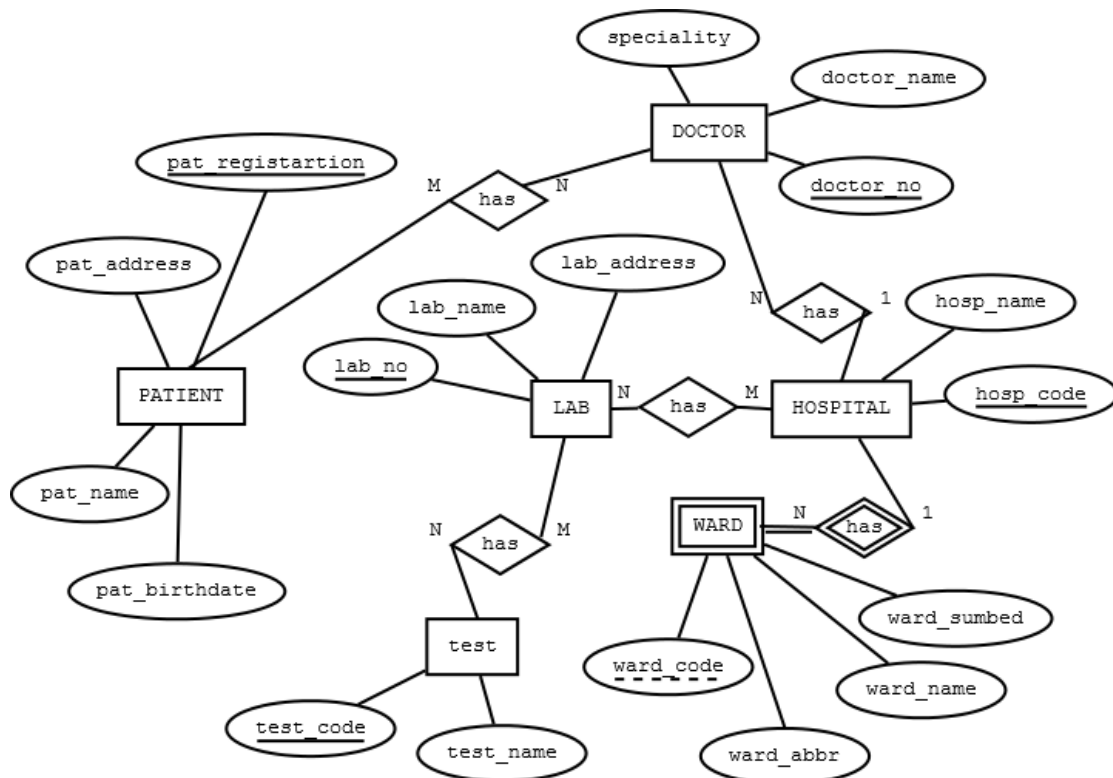 speciality
doctor_name
DOCTOR
pat_registartion
doctor_no
M
has
N
pat_address
lab_address
lab_name
N
has
1
hosp_name
lab_no
PATIENT
LAB
N
has
M
HOSPITAL
hosp_code
pat_name
WARD
N
has
1
N
has
M
pat_birthdate
ward_sumbed
test
ward_code
ward_name
test_code
test_name
ward_abbr